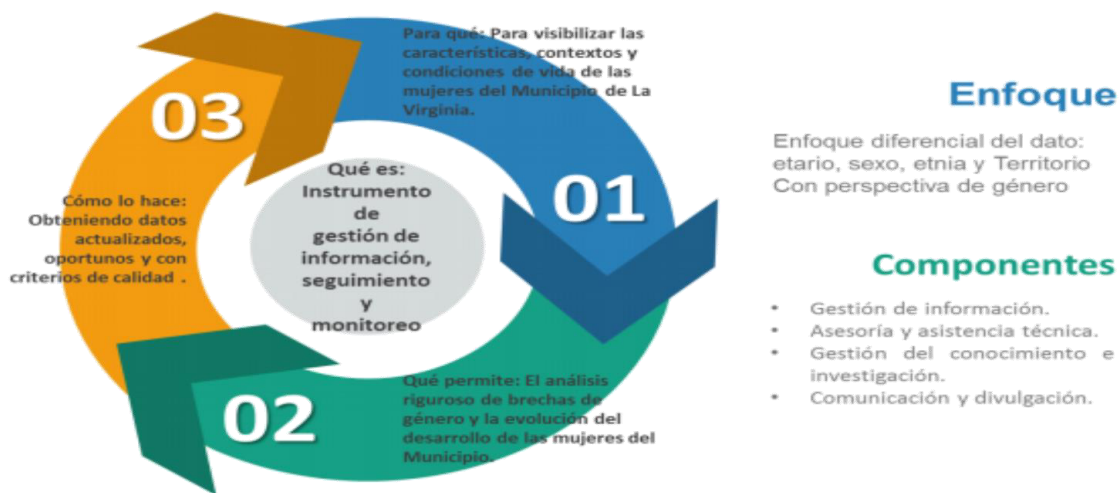 Para qué: Para visibilizar las
características, contextos y
condiciones de vida de las
mujeres del Municipio de La
Virginia.
01
Qué permite: El análisis
riguroso de brechas de
género y la evolución del
desarrollo de las mujeres del
Municipio.
02
Cómo lo hace:
Obteniendo datos
actualizados,
oportunos y con
criterios de calidad .
03
Qué es:
Instrumento
de
gestión de
información,
seguimiento
y
monitoreo
Enfoque
Enfoque diferencial del dato:
etario, sexo, etnia y Territorio
Con perspectiva de género
Componentes
• Gestión de información.
• Asesoría y asistencia técnica.
• Gestión del conocimiento e
investigación.
• Comunicación y divulgación.